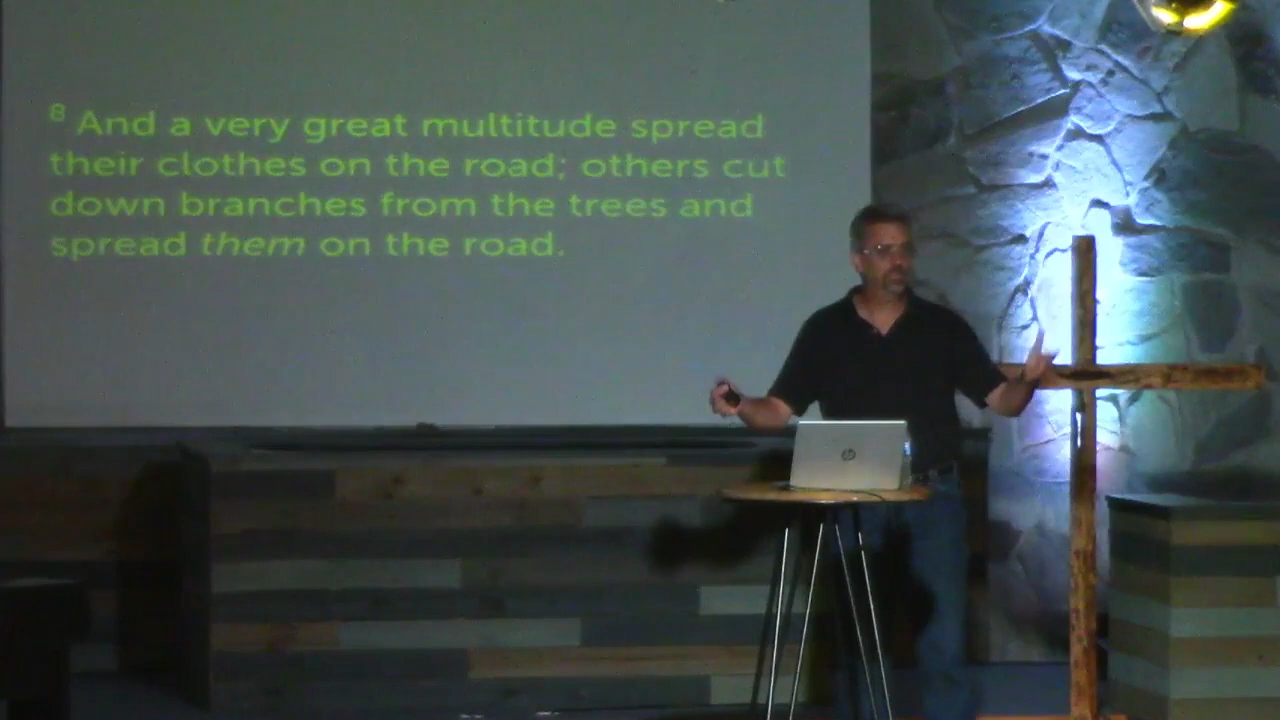 8 And a very great multitude spread
their clothes on the road; others cut
down branches from the trees and
spread them on the road.
hp